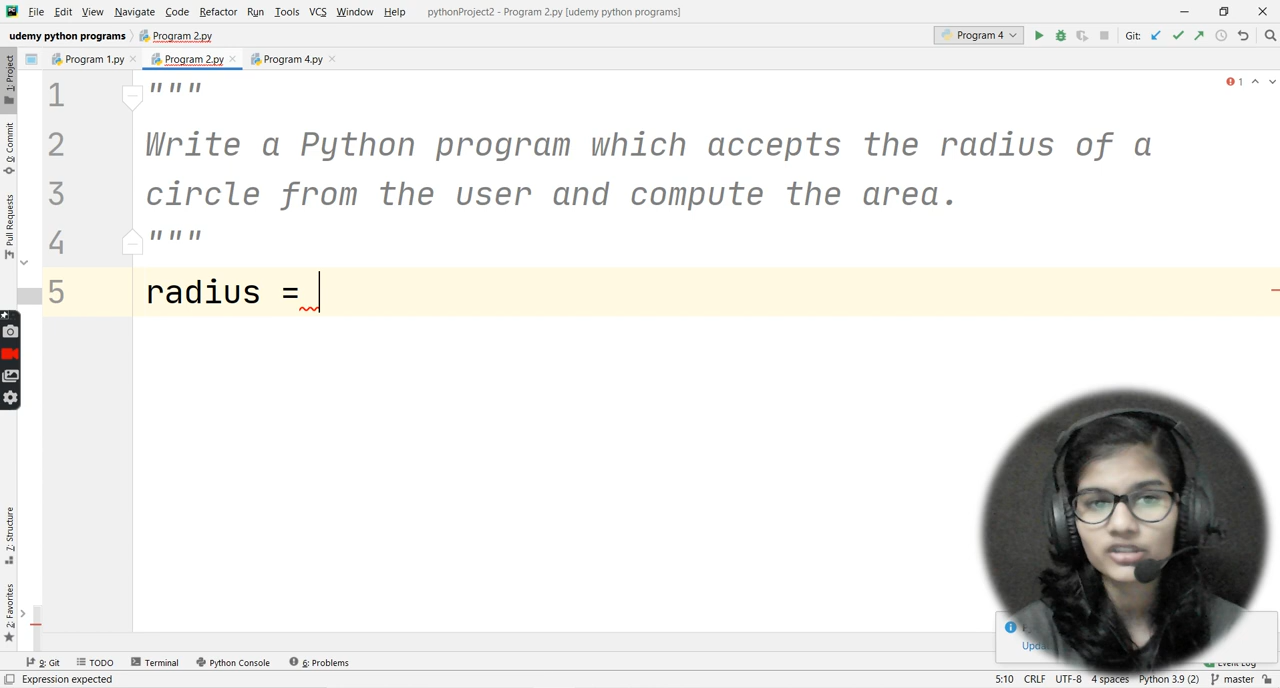 File Edit View Navigate Code Refactor Run Tools VCS Window Help pythonProject2 - Program 2.py [udemy python programs]
udemy python programs Program 2.py Program 4 Git:
Program 1.py Program 2.py Program 4.py
1: Project
0: Commit
Pull Requests
7: Structure
2: Favorites
1
1 """
2 Write a Python program which accepts the radius of a
3 circle from the user and compute the area.
4 """
5 radius =
9: Git TODO Terminal Python Console 6: Problems Event Log
Expression expected 5:10 CRLF UTF-8 4 spaces Python 3.9 (2) master